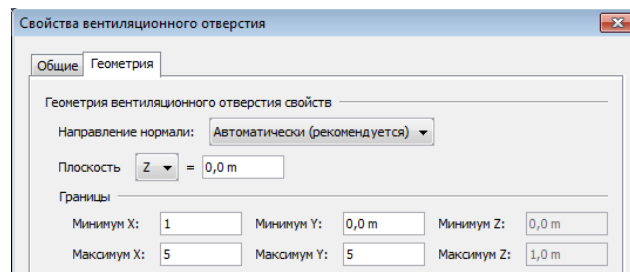 Свойства вентиляционного отверстия
Общие Геометрия
Геометрия вентиляционного отверстия свойств
Направление нормали: Автоматически (рекомендуется)
Плоскость Z = 0,0 m
Границы
Минимум X: 1 Минимум Y: 0,0 m Минимум Z: 0,0 m
Максимум X: 5 Максимум Y: 5 Максимум Z: 1,0 m